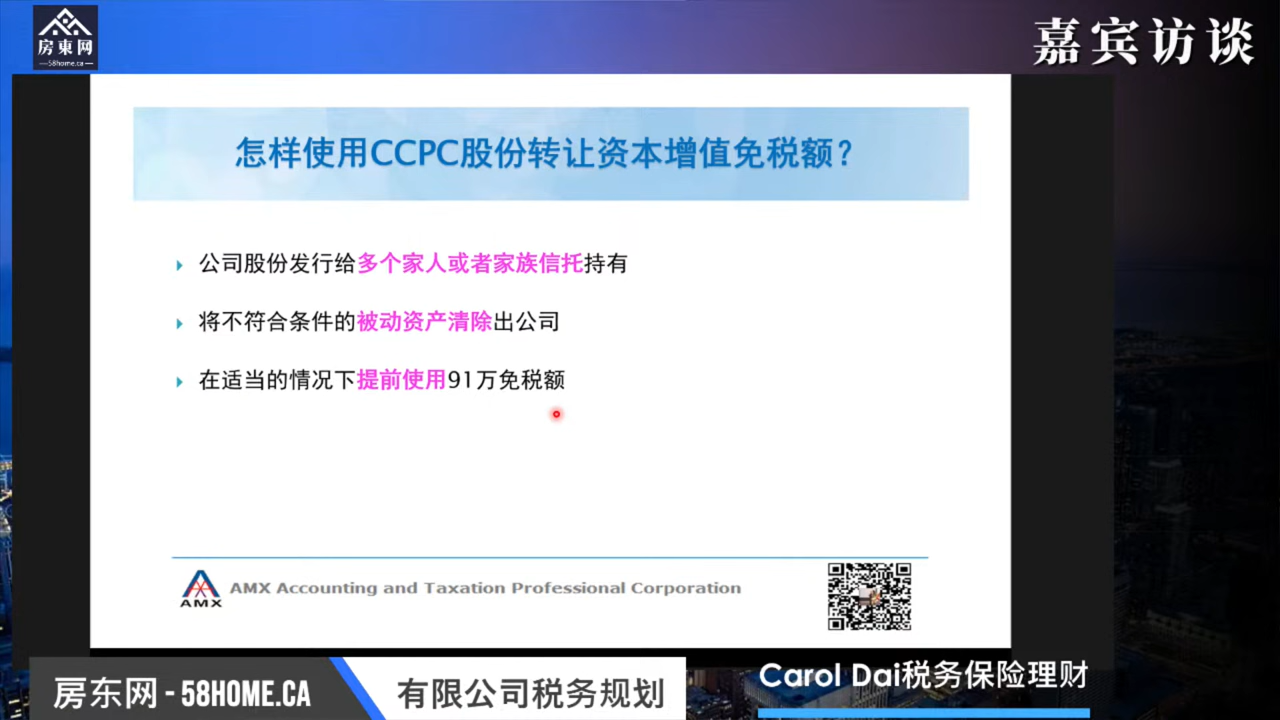 房東网
58home.ca
嘉宾访谈
怎样使用CCPC股份转让资本增值免税额？
公司股份发行给多个家人或者家族信托持有
将不符合条件的被动资产清除出公司
在适当的情况下提前使用91万免税额
AMX
AMX Accounting and Taxation Professional Corporation
房东网 - 58HOME.CA
有限公司税务规划
Carol Dai税务保险理财